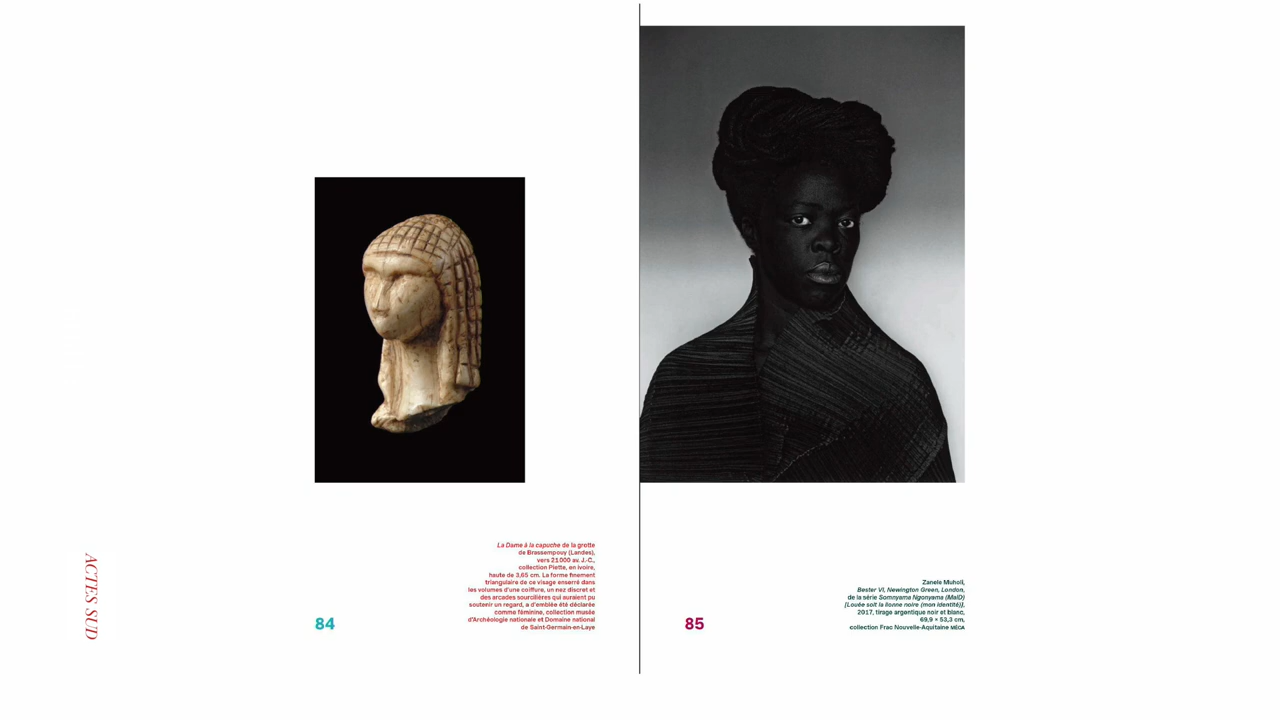 La Dame à la capuche de la grotte
de Brassempouy (Landes),
vers 21000 av. J.-C.,
collection Piette, en ivoire,
haute de 3,65 cm. La forme finement
triangulaire de ce visage enserré dans
les volumes d'une coiffure, un nez discret et
des arcades sourcilières qui auraient pu
soutenir un regard, a d'emblée été déclarée
comme féminine, collection musée
d'Archéologie nationale et Domaine national
de Saint-Germain-en-Laye
84
ACTES SUD
Zanele Muholi,
Bester VI, Newington Green, London,
de la série Somnyama Ngonyama (MaID)
[Louée soit la lionne noire (mon identité)],
2017, tirage argentique noir et blanc,
69,9 × 53,3 cm,
collection Frac Nouvelle-Aquitaine MÉCA
85